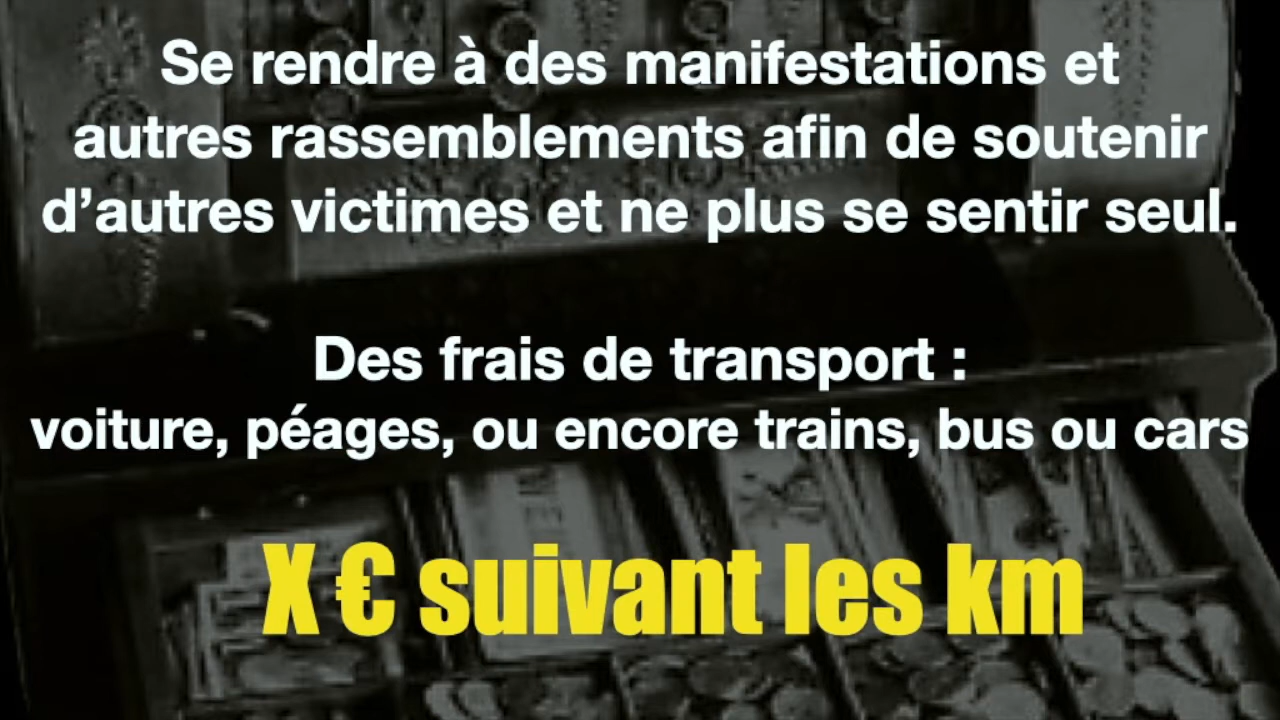 Se rendre à des manifestations et
autres rassemblements afin de soutenir
d’autres victimes et ne plus se sentir seul.
Des frais de transport :
voiture, péages, ou encore trains, bus ou cars
X € suivant les km